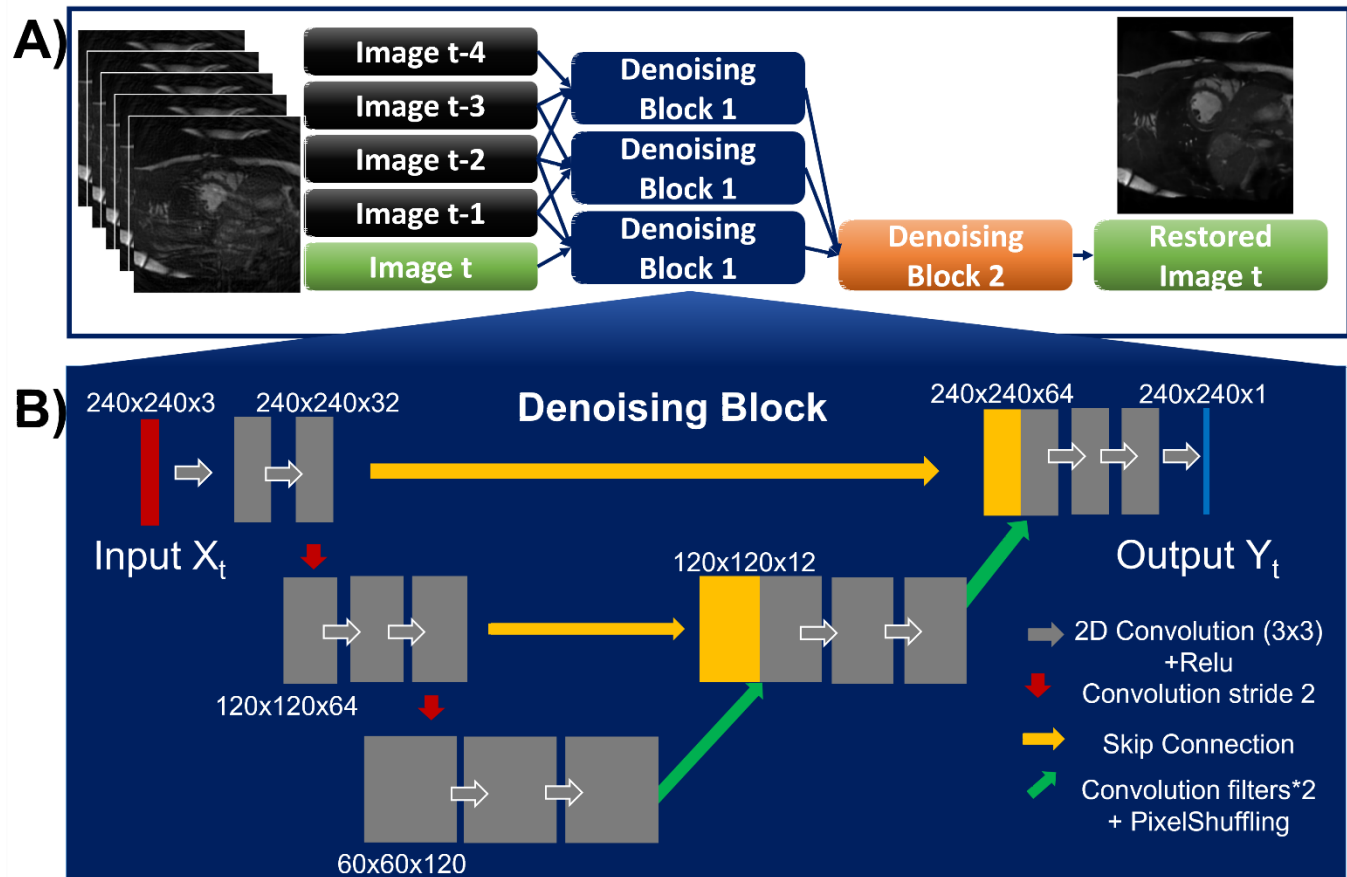 A)
Image t-4
Image t-3
Image t-2
Image t-1
Image t
Denoising
Block 1
Denoising
Block 1
Denoising
Block 1
Denoising
Block 2
Restored
Image t
B)
Denoising Block
240x240x3
240x240x32
240x240x64
240x240x1
Input Xt
Output Yt
120x120x12
120x120x64
60x60x120
2D Convolution (3x3)
+Relu
Convolution stride 2
Skip Connection
Convolution filters*2
+ PixelShuffling